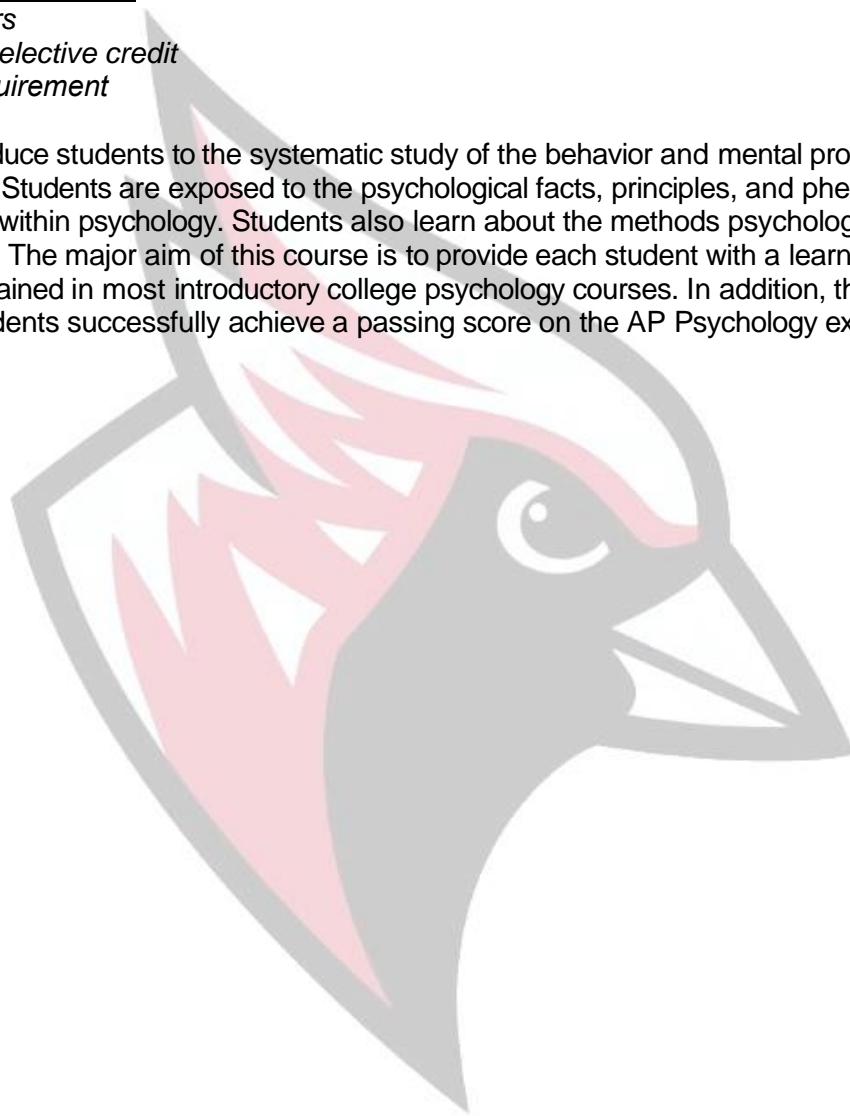 rs
elective credit
uirement
duce students to the systematic study of the behavior and mental pro
Students are exposed to the psychological facts, principles, and phe
within psychology. Students also learn about the methods psycholog
The major aim of this course is to provide each student with a learn
ained in most introductory college psychology courses. In addition, th
dents successfully achieve a passing score on the AP Psychology ex